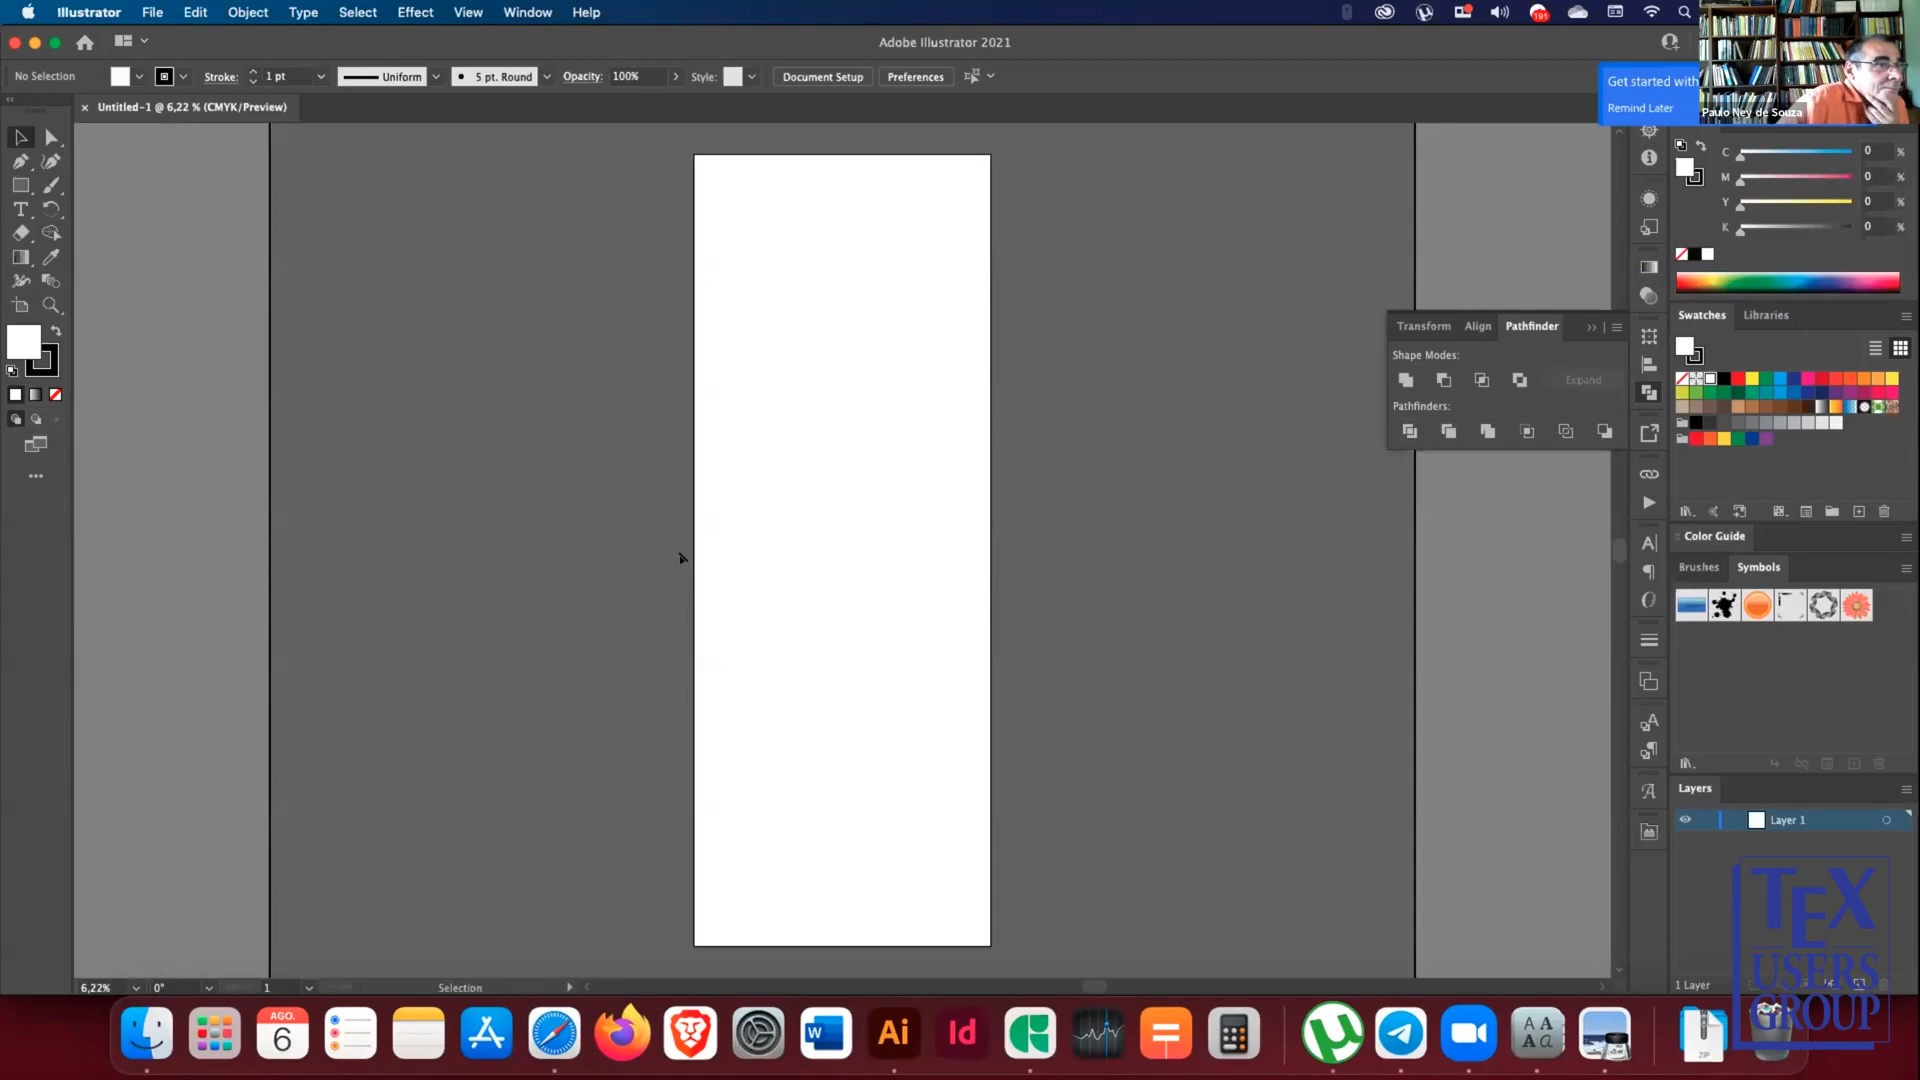 Illustrator File Edit Object Type Select Effect View Window Help
191
Adobe Illustrator 2021
No Selection Stroke: 1 pt Uniform 5 pt. Round Opacity: 100% Style: Document Setup Preferences
Get started with
Remind Later
Paulo Ney de Souza
× Untitled-1 @ 6,22 % (CMYK/Preview)
C 0 %
M 0 %
Y 0 %
K 0 %
Swatches Libraries
Transform Align Pathfinder
Shape Modes:
Expand
Pathfinders:
Color Guide
Brushes Symbols
Layers
Layer 1
1 Layer
6,22% 0° 1 Selection
TEX
USERS
GROUP
AGO.
6
W
Ai
Id
A A
A a
ZIP